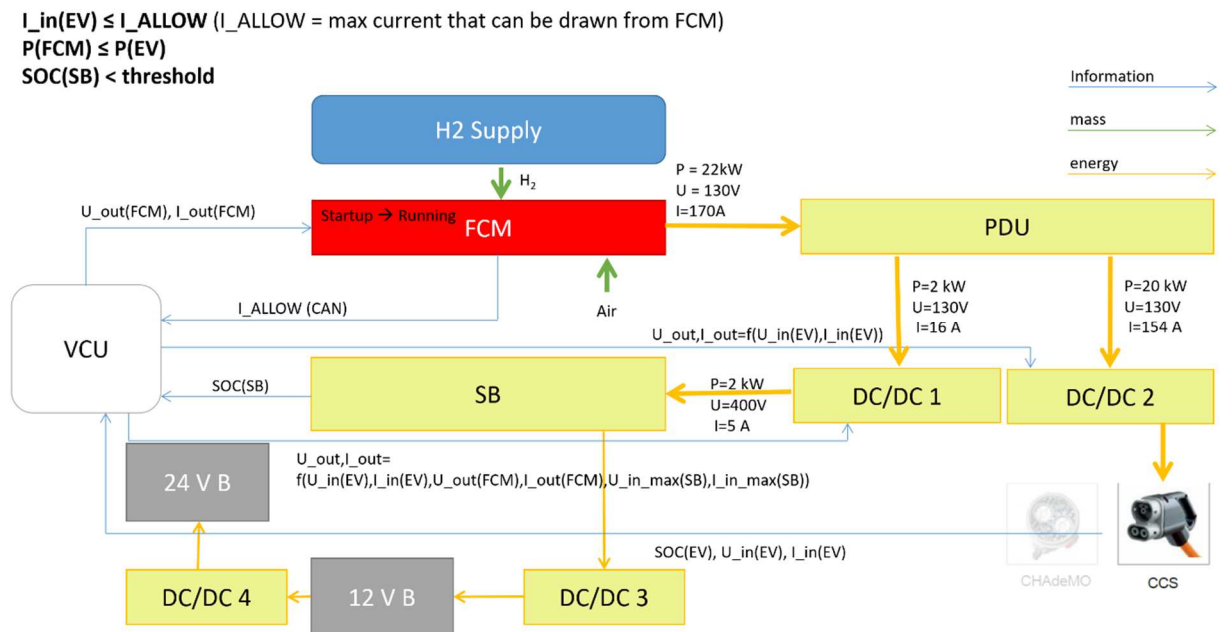 I_in(EV) ≤ I_ALLOW (I_ALLOW = max current that can be drawn from FCM)
P(FCM) ≤ P(EV)
SOC(SB) < threshold
Information
mass
energy
H2 Supply
H₂
P = 22kW
U = 130V
I=170A
U_out(FCM), I_out(FCM)
Startup → Running
FCM
PDU
Air
I_ALLOW (CAN)
P=2 kW
U=130V
I=16 A
P=20 kW
U=130V
I=154 A
VCU
U_out,I_out=f(U_in(EV),I_in(EV))
SOC(SB)
SB
P=2 kW
U=400V
I=5 A
DC/DC 1
DC/DC 2
U_out,I_out=
f(U_in(EV),I_in(EV),U_out(FCM),I_out(FCM),U_in_max(SB),I_in_max(SB))
24 V B
SOC(EV), U_in(EV), I_in(EV)
CHAdeMO
CCS
DC/DC 4
12 V B
DC/DC 3